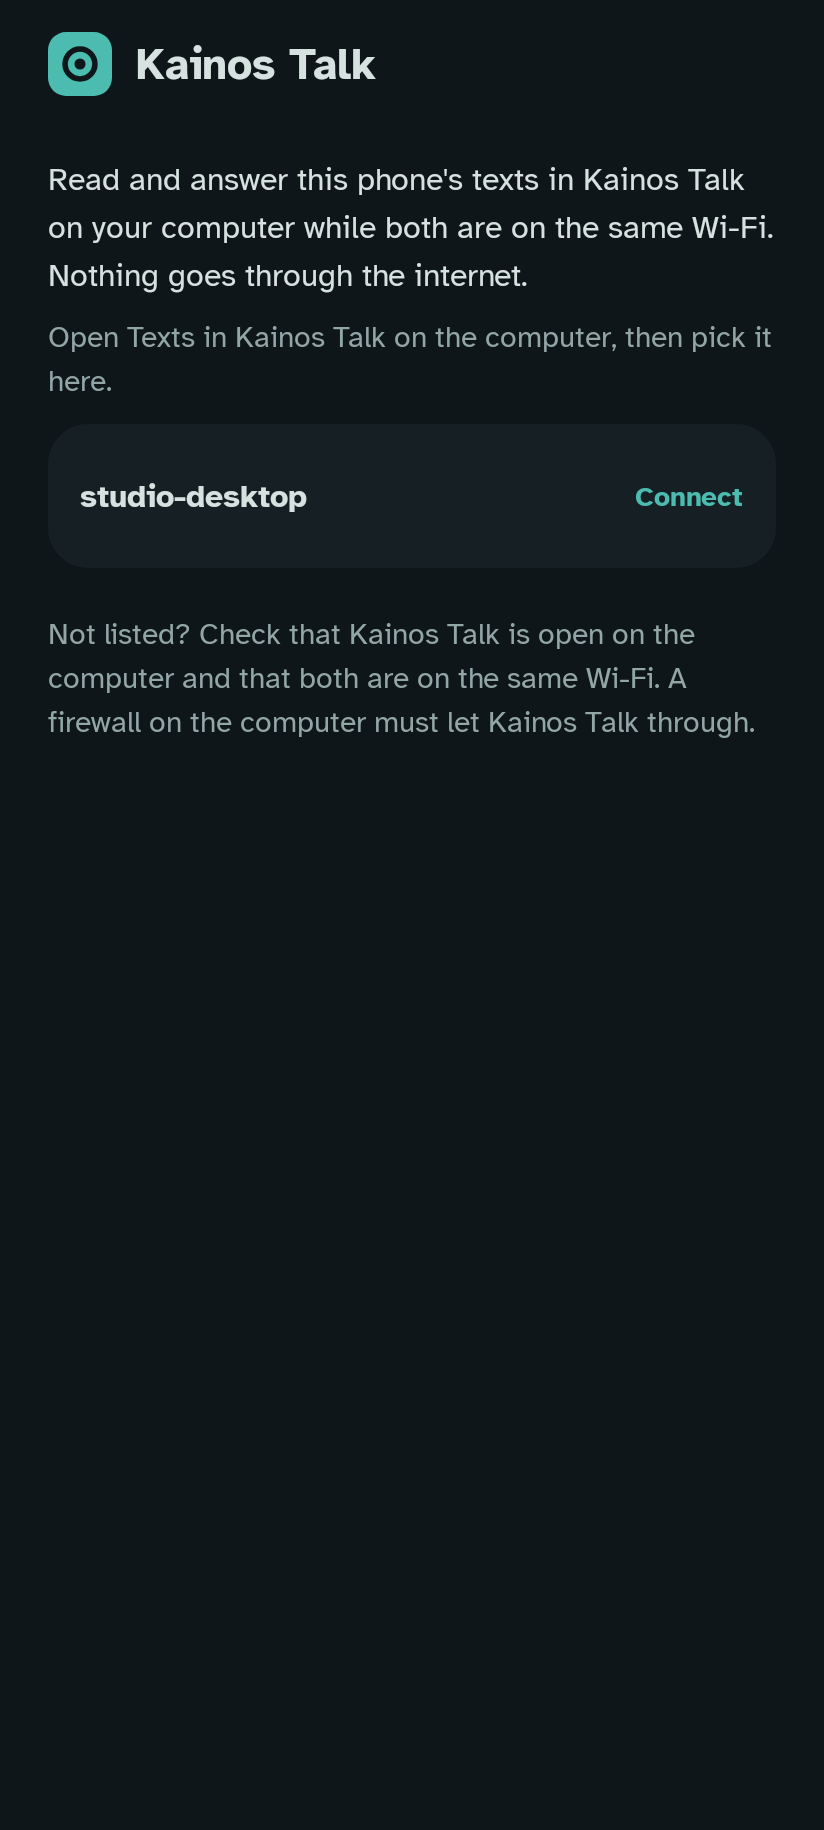 Kainos Talk
Read and answer this phone's texts in Kainos Talk
on your computer while both are on the same Wi-Fi.
Nothing goes through the internet.
Open Texts in Kainos Talk on the computer, then pick it
here.
studio-desktop
Connect
Not listed? Check that Kainos Talk is open on the
computer and that both are on the same Wi-Fi. A
firewall on the computer must let Kainos Talk through.